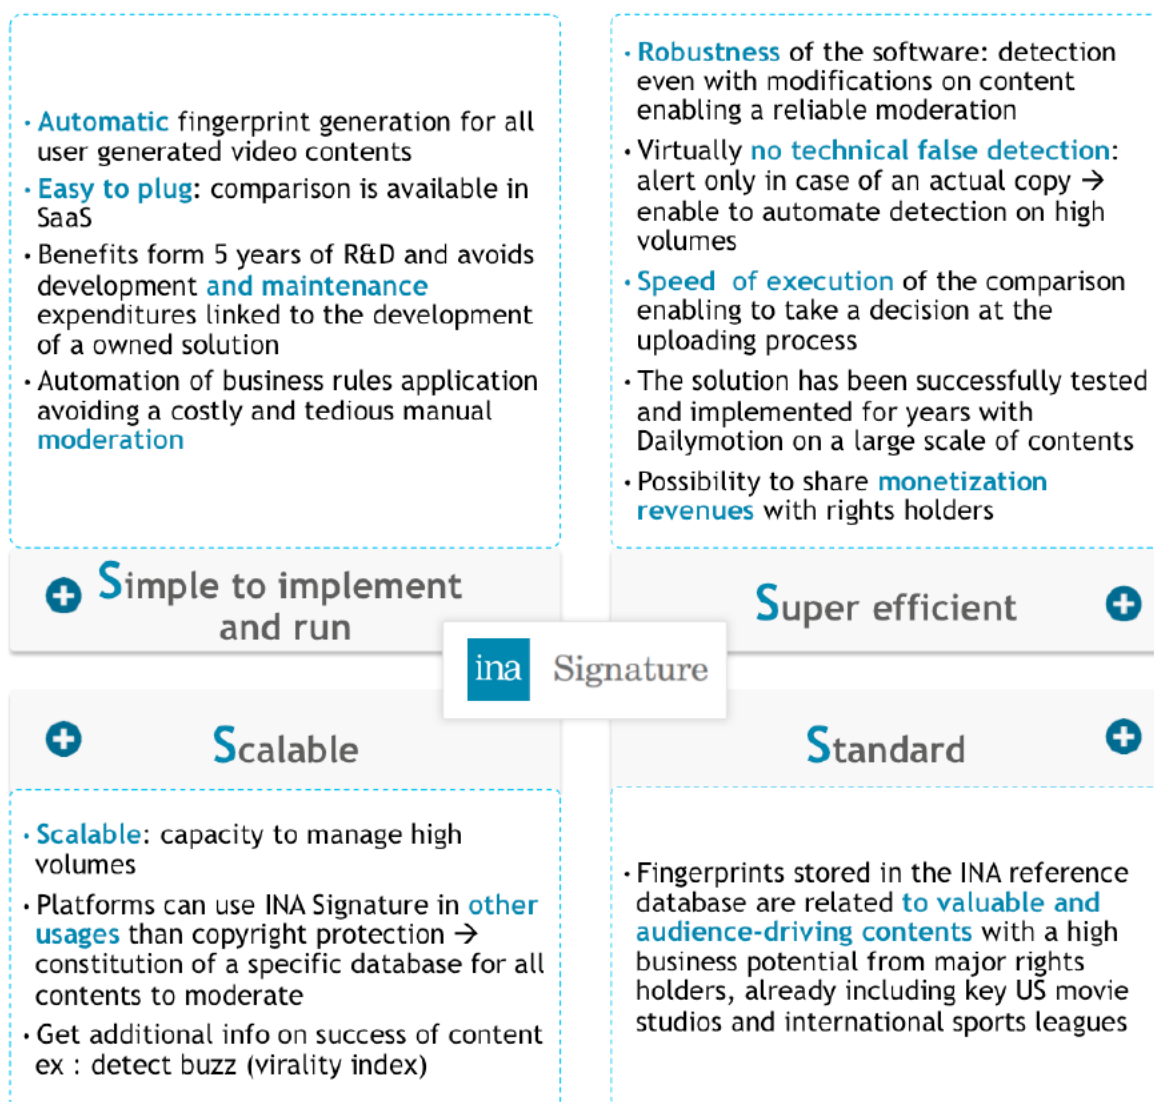 · Automatic fingerprint generation for all
user generated video contents
· Easy to plug: comparison is available in
SaaS
· Benefits form 5 years of R&D and avoids
development and maintenance
expenditures linked to the development
of a owned solution
· Automation of business rules application
avoiding a costly and tedious manual
moderation
Simple to implement
and run
· Robustness of the software: detection
even with modifications on content
enabling a reliable moderation
· Virtually no technical false detection:
alert only in case of an actual copy →
enable to automate detection on high
volumes
· Speed of execution of the comparison
enabling to take a decision at the
uploading process
· The solution has been successfully tested
and implemented for years with
Dailymotion on a large scale of contents
· Possibility to share monetization
revenues with rights holders
Super efficient
ina Signature
Scalable
· Scalable: capacity to manage high
volumes
· Platforms can use INA Signature in other
usages than copyright protection →
constitution of a specific database for all
contents to moderate
· Get additional info on success of content
ex : detect buzz (virality index)
Standard
· Fingerprints stored in the INA reference
database are related to valuable and
audience-driving contents with a high
business potential from major rights
holders, already including key US movie
studios and international sports leagues